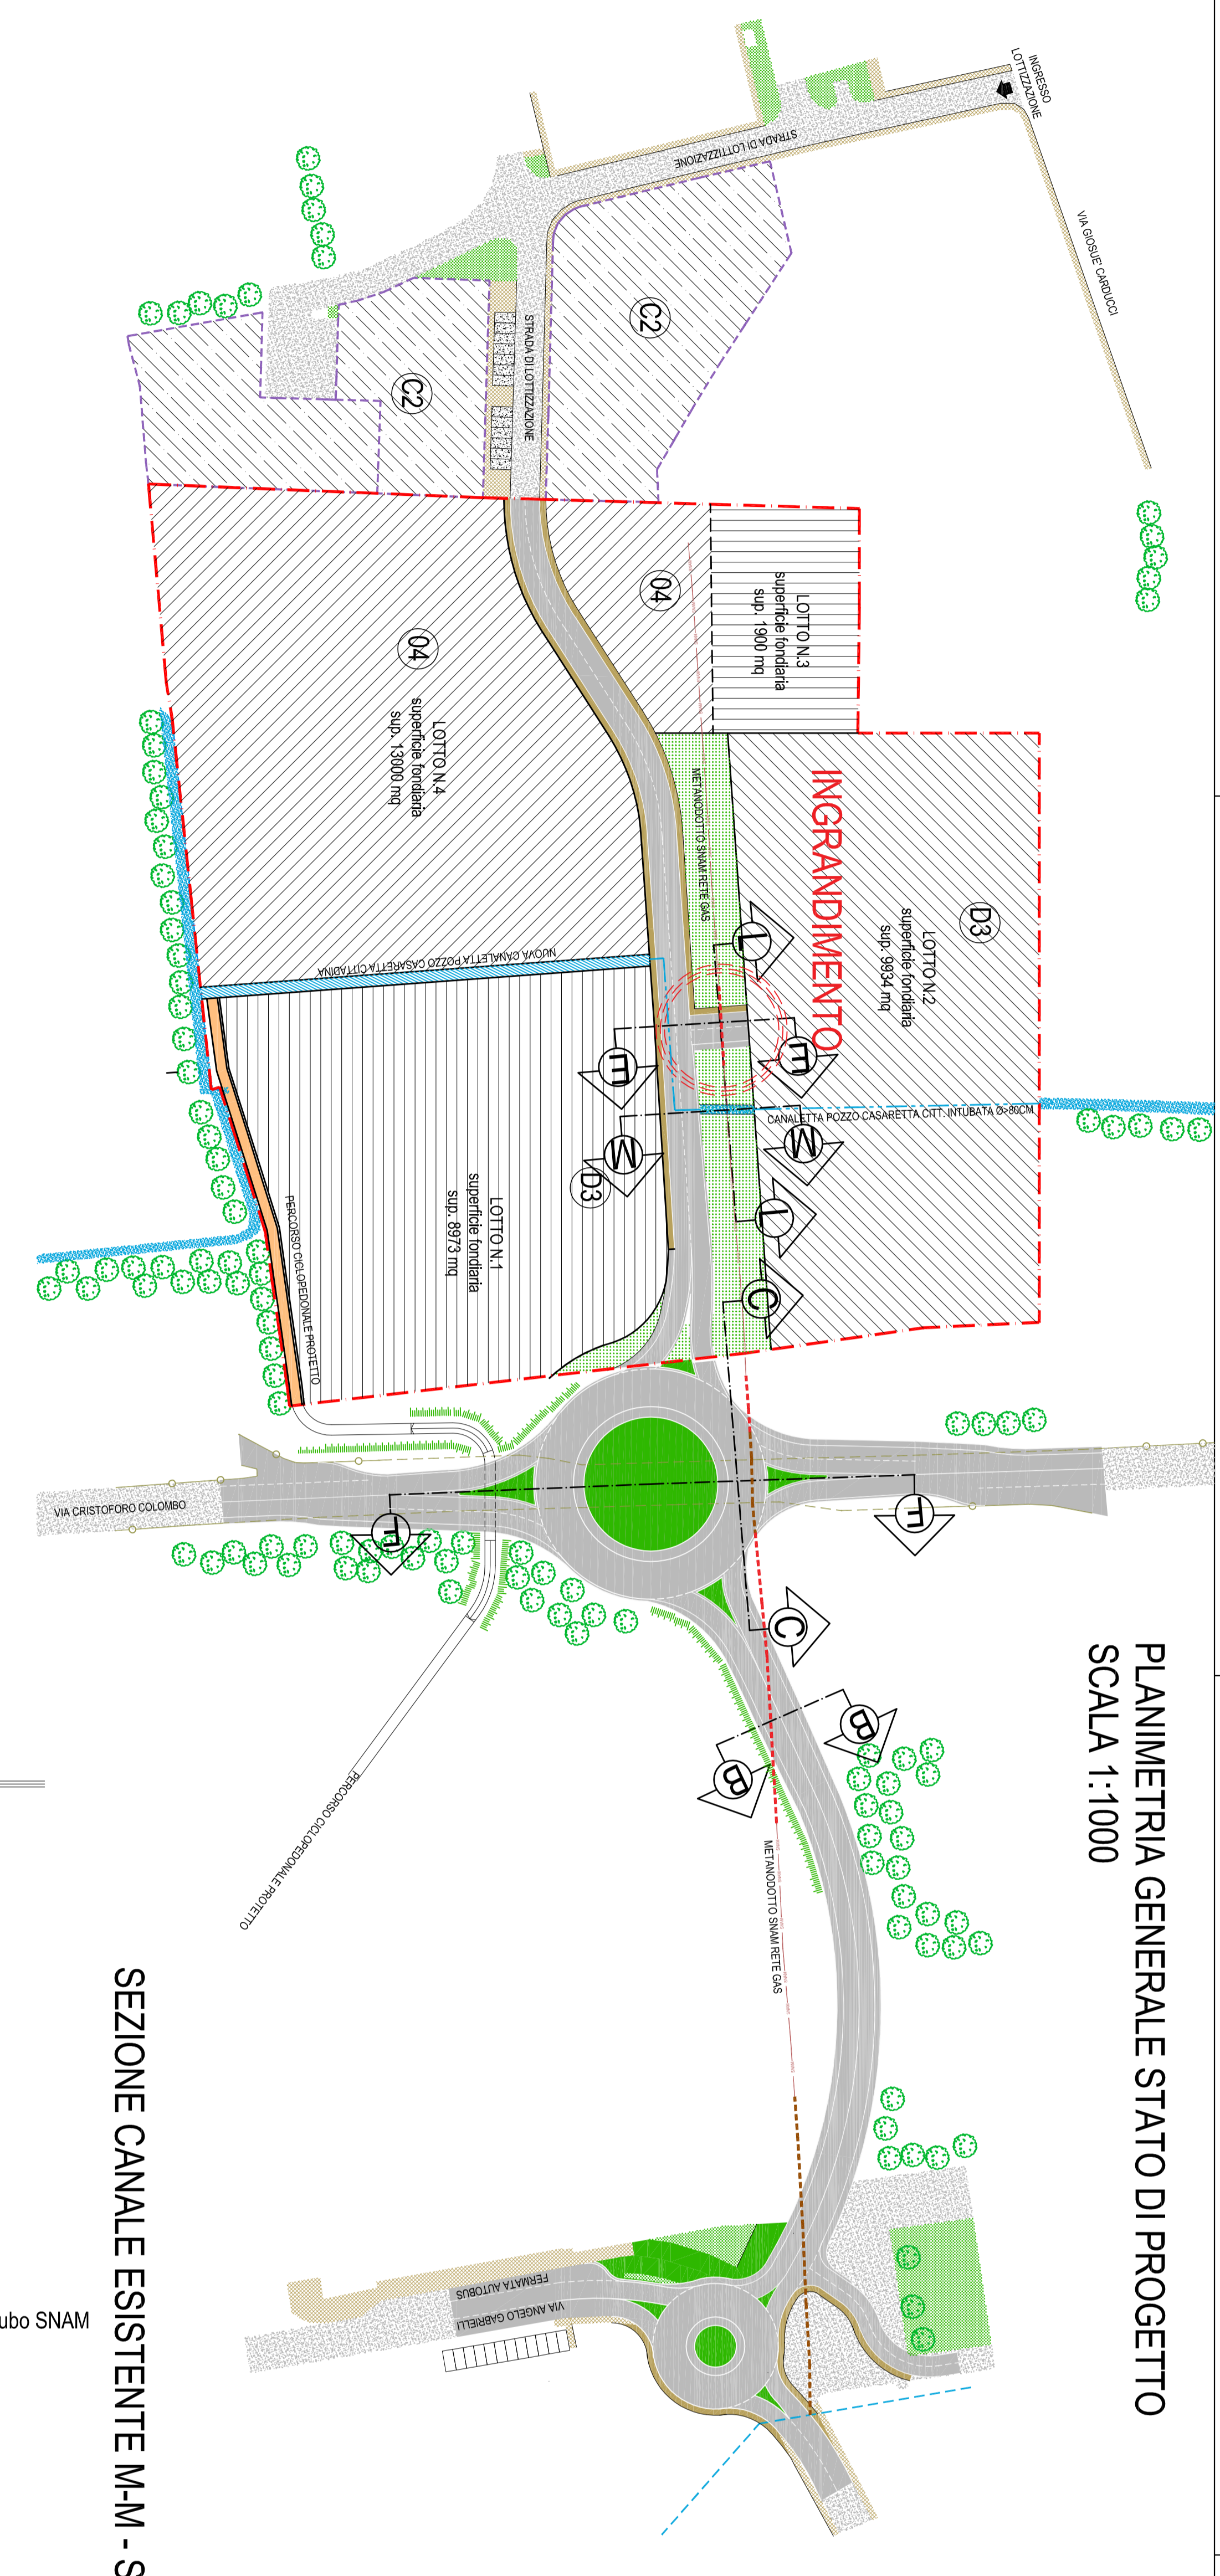 PLANIMETRIA GENERALE STATO DI PROGETTO
SCALA 1:1000
INGRESSO
LOTTIZZAZIONE
VIA GIOSUE' CARDUCCI
STRADA DI LOTTIZZAZIONE
STRADA DI LOTTIZZAZIONE
C2
C2
04
04
LOTTO N.3
superficie fondiaria
sup. 1900 mq
LOTTO N.4
superficie fondiaria
sup. 13000 mq
METANODOTTO SNAM RETE GAS
INGRANDIMENTO
D3
LOTTO N.2
superficie fondiaria
sup. 9934 mq
NUOVA CANALETTA POZZO CASARETTA CITTADINA
L
E
E
M
M
CANALETTA POZZO CASARETTA CITT. INTUBATA Ø>80CM
D3
L
LOTTO N.1
superficie fondiaria
sup. 8973 mq
PERCORSO CICLOPEDONALE PROTETTO
C
VIA CRISTOFORO COLOMBO
F
F
C
B
B
PERCORSO CICLOPEDONALE PROTETTO
METANODOTTO SNAM RETE GAS
FERMATA AUTOBUS
VIA ANGELO GABRIELLI
SEZIONE CANALE ESISTENTE M-M - S
ubo SNAM